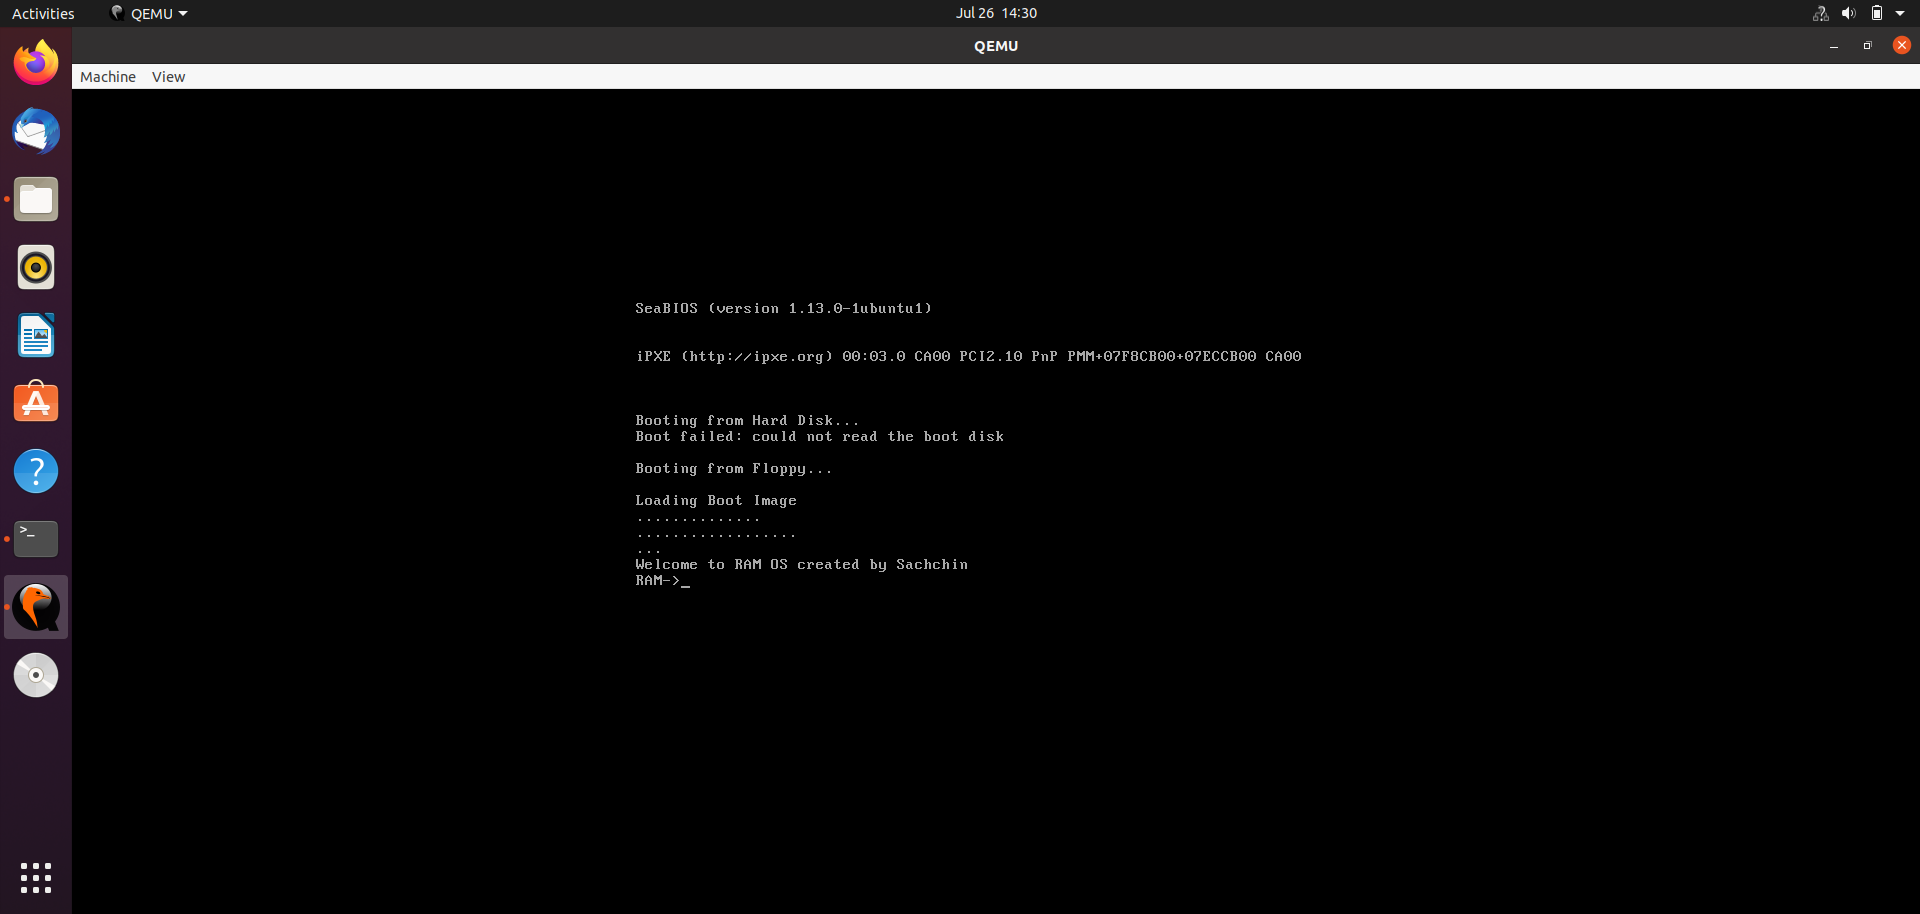 Activities
QEMU
Jul 26 14:30
QEMU
Machine View
SeaBIOS (version 1.13.0-1ubuntu1)
iPXE (http://ipxe.org) 00:03.0 CA00 PCI2.10 PnP PMM+07F8CB00+07ECCB00 CA00
Booting from Hard Disk...
Boot failed: could not read the boot disk
Booting from Floppy...
Loading Boot Image
..............
..................
...
Welcome to RAM OS created by Sachchin
RAM->_